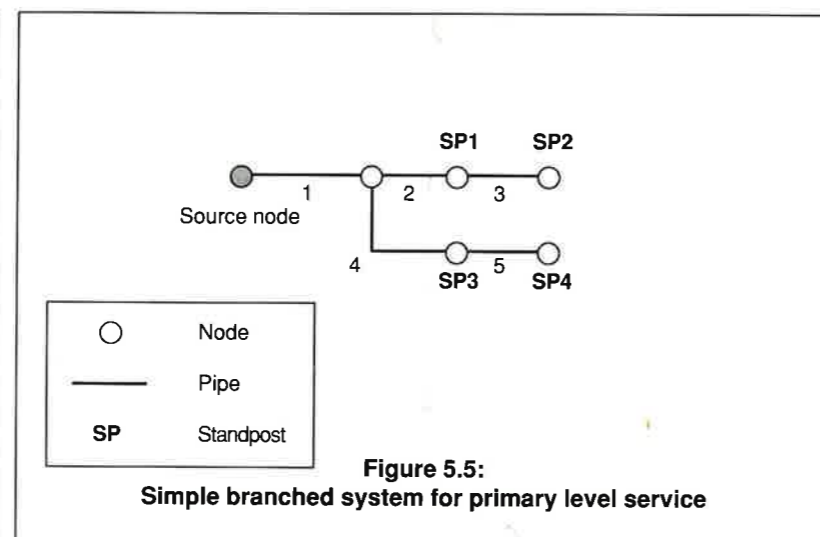 SP1 SP2
1 2 3
Source node
4 5
SP3 SP4
Node
Pipe
SP Standpost
Figure 5.5:
Simple branched system for primary level service